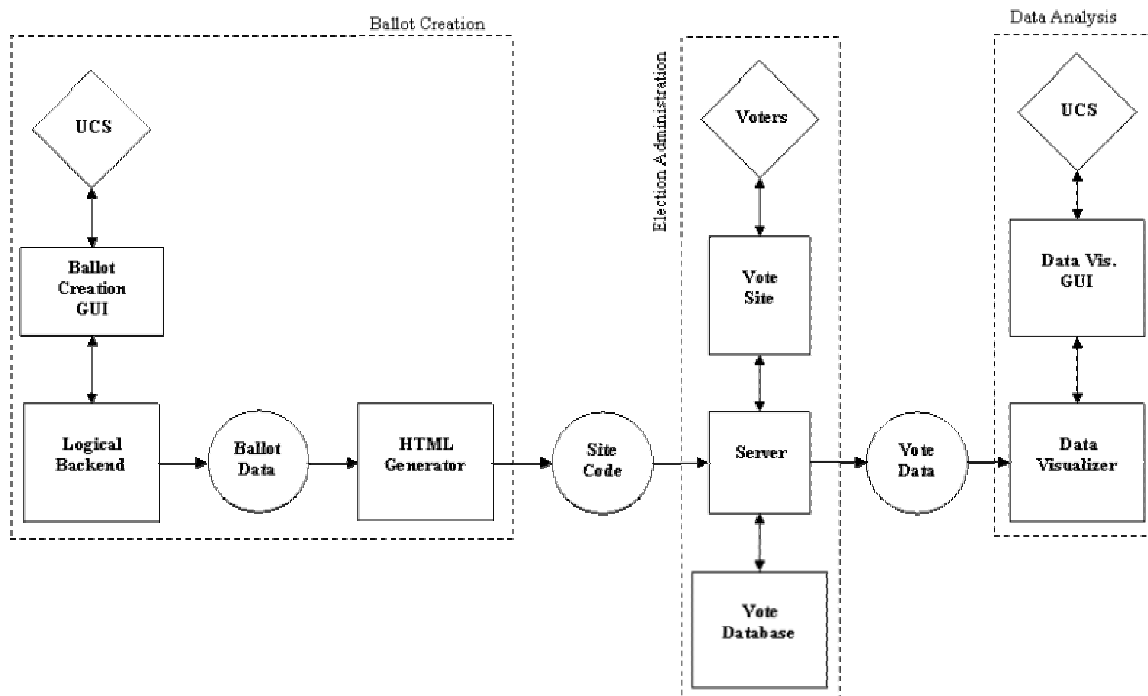 Ballot Creation
UCS
Ballot
Creation
GUI
Logical
Backend
Ballot
Data
HTML
Generator
Site
Code
Election Administration
Voters
Vote
Site
Server
Vote
Database
Vote
Data
Data Analysis
UCS
Data Vis.
GUI
Data
Visualizer